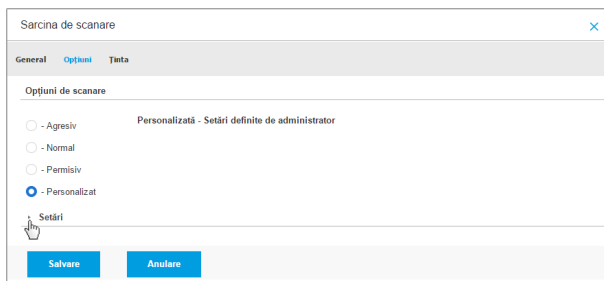 Sarcina de scanare
General Opțiuni Ținta
Opțiuni de scanare
- Agresiv
Personalizată - Setări definite de administrator
- Normal
- Permisiv
- Personalizat
Setări
Salvare Anulare